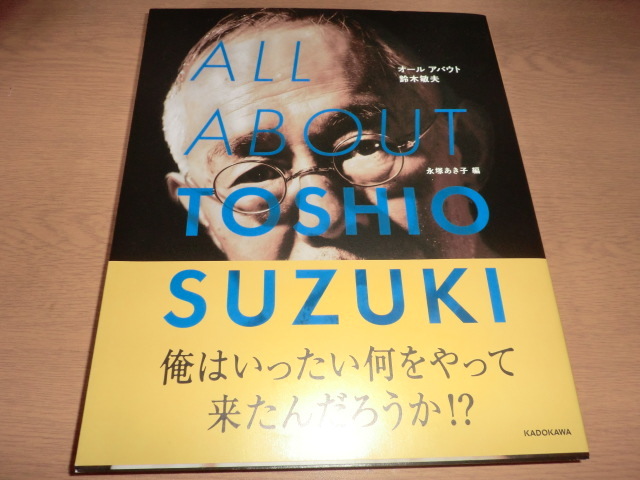 ALL
ABOUT
TOSHIO
SUZUKI
オール アバウト
鈴木敏夫
永塚あき子 編
俺はいったい何をやって
来たんだろうか!?
KADOKAWA